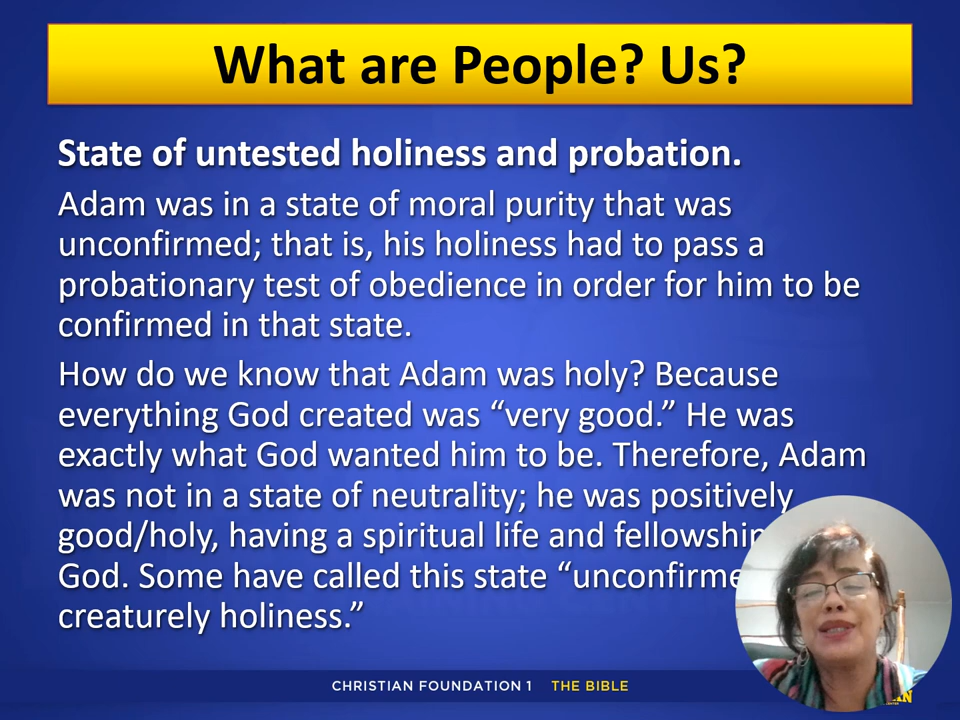 What are People? Us?
State of untested holiness and probation.
Adam was in a state of moral purity that was
unconfirmed; that is, his holiness had to pass a
probationary test of obedience in order for him to be
confirmed in that state.
How do we know that Adam was holy? Because
everything God created was “very good.” He was
exactly what God wanted him to be. Therefore, Adam
was not in a state of neutrality; he was positively
good/holy, having a spiritual life and
God. Some have called this state
creaturely holiness.”
CHRISTIAN FOUNDATION 1 THE BIBLE